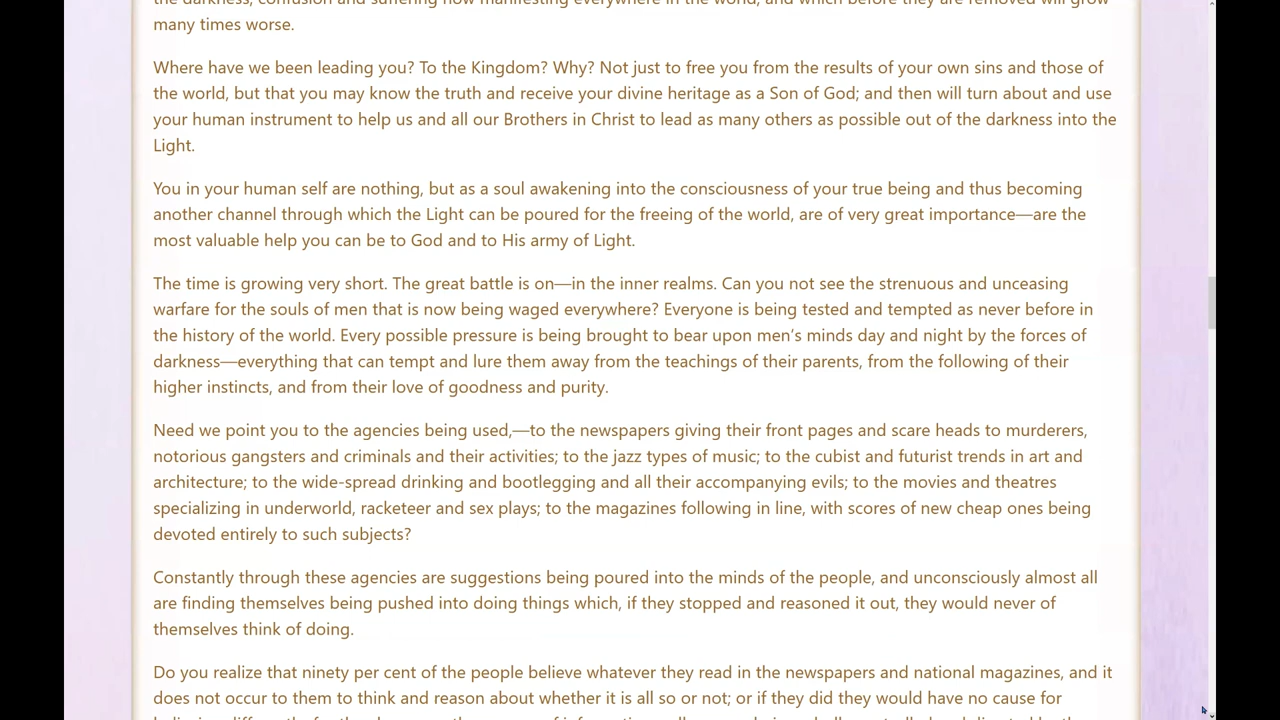 the darkness, confusion and suffering now manifesting everywhere in the world, and which before they are removed will grow
many times worse.
Where have we been leading you? To the Kingdom? Why? Not just to free you from the results of your own sins and those of
the world, but that you may know the truth and receive your divine heritage as a Son of God; and then will turn about and use
your human instrument to help us and all our Brothers in Christ to lead as many others as possible out of the darkness into the
Light.
You in your human self are nothing, but as a soul awakening into the consciousness of your true being and thus becoming
another channel through which the Light can be poured for the freeing of the world, are of very great importance—are the
most valuable help you can be to God and to His army of Light.
The time is growing very short. The great battle is on—in the inner realms. Can you not see the strenuous and unceasing
warfare for the souls of men that is now being waged everywhere? Everyone is being tested and tempted as never before in
the history of the world. Every possible pressure is being brought to bear upon men’s minds day and night by the forces of
darkness—everything that can tempt and lure them away from the teachings of their parents, from the following of their
higher instincts, and from their love of goodness and purity.
Need we point you to the agencies being used,—to the newspapers giving their front pages and scare heads to murderers,
notorious gangsters and criminals and their activities; to the jazz types of music; to the cubist and futurist trends in art and
architecture; to the wide-spread drinking and bootlegging and all their accompanying evils; to the movies and theatres
specializing in underworld, racketeer and sex plays; to the magazines following in line, with scores of new cheap ones being
devoted entirely to such subjects?
Constantly through these agencies are suggestions being poured into the minds of the people, and unconsciously almost all
are finding themselves being pushed into doing things which, if they stopped and reasoned it out, they would never of
themselves think of doing.
Do you realize that ninety per cent of the people believe whatever they read in the newspapers and national magazines, and it
does not occur to them to think and reason about whether it is all so or not; or if they did they would have no cause for